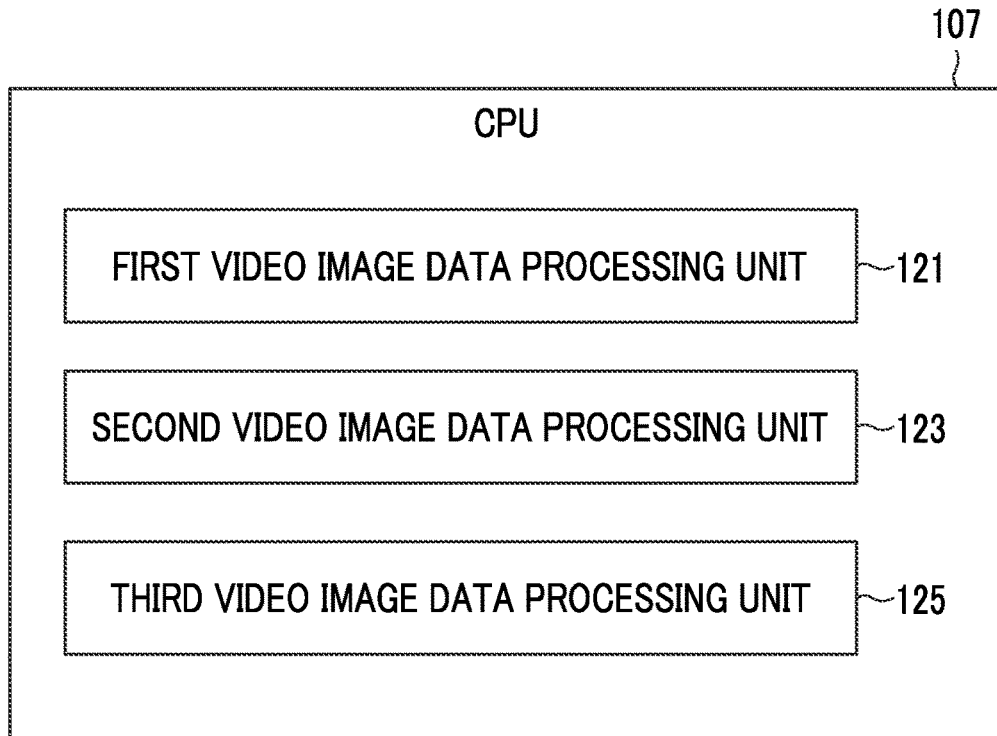 107
CPU
FIRST VIDEO IMAGE DATA PROCESSING UNIT
121
SECOND VIDEO IMAGE DATA PROCESSING UNIT
123
THIRD VIDEO IMAGE DATA PROCESSING UNIT
125